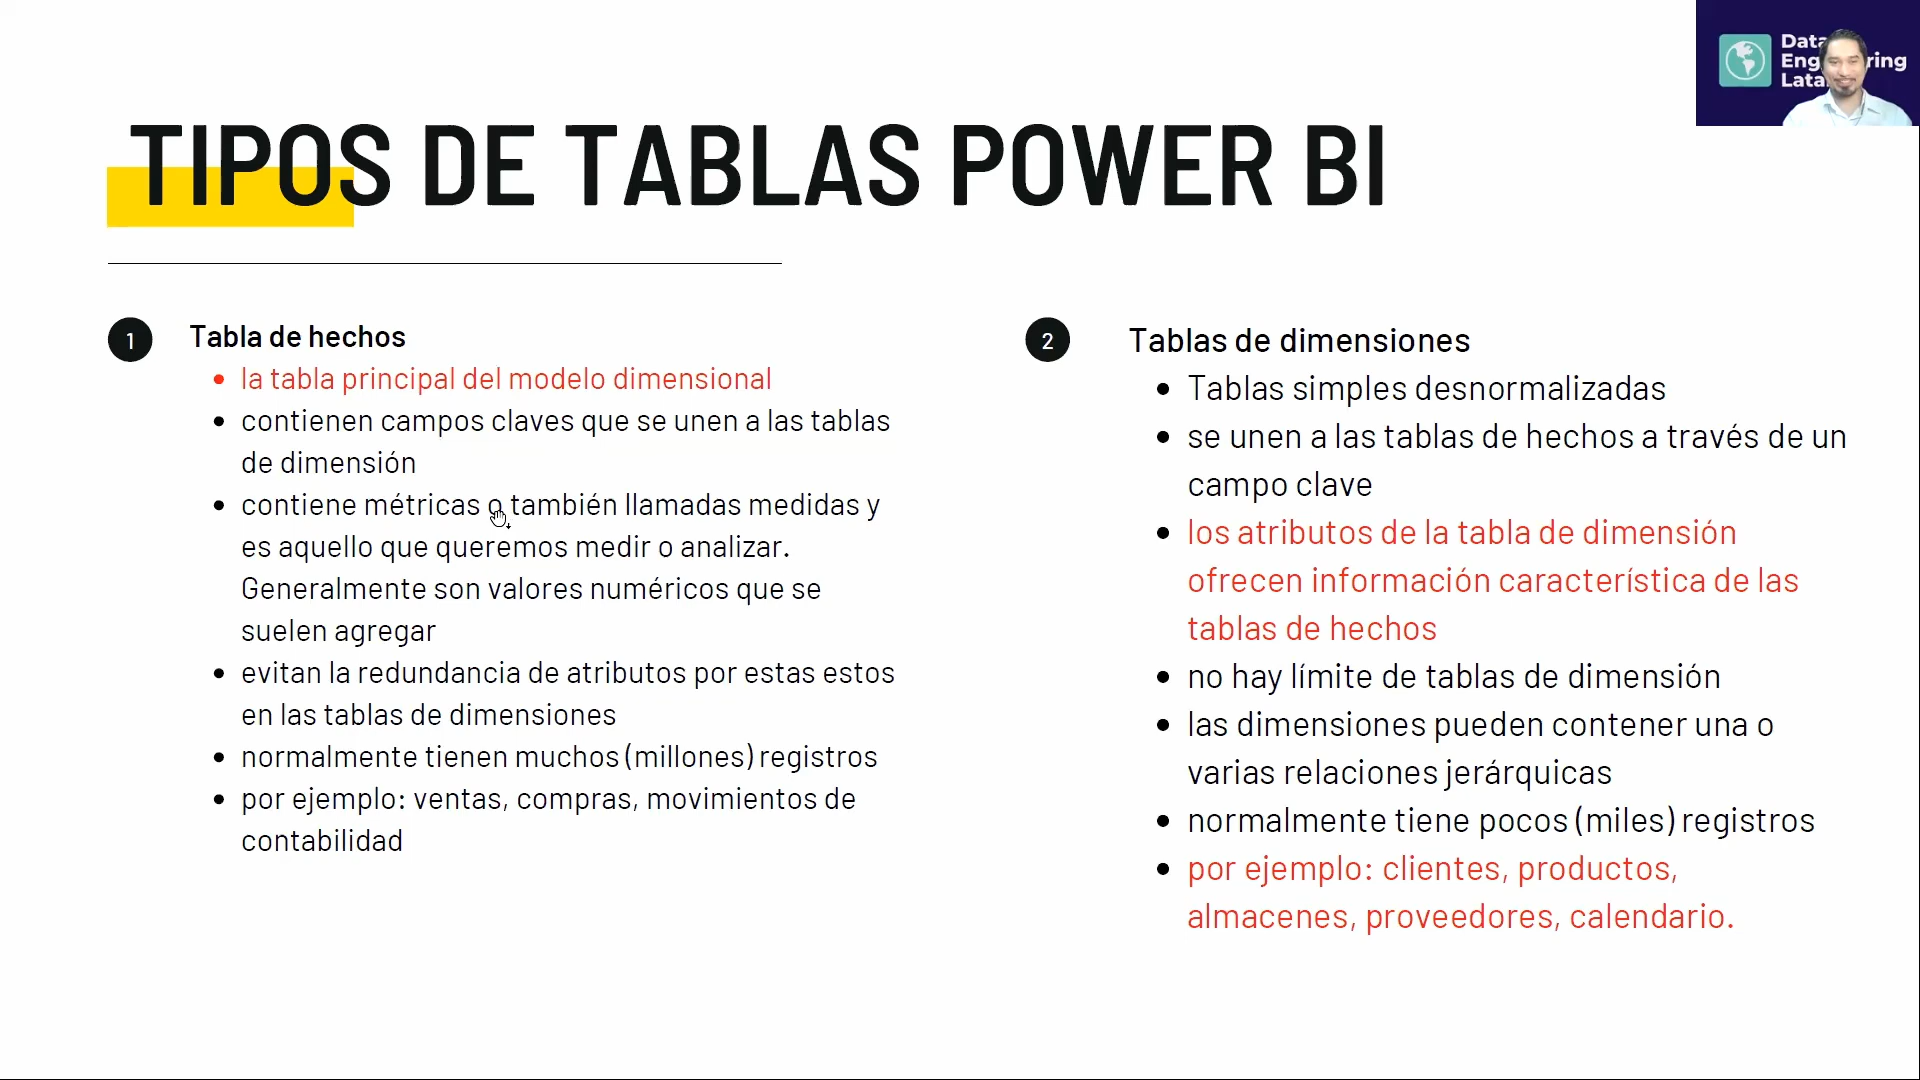 Data
Eng ring
Lata
TIPOS DE TABLAS POWER BI
1
Tabla de hechos
• la tabla principal del modelo dimensional
• contienen campos claves que se unen a las tablas
de dimensión
• contiene métricas o también llamadas medidas y
es aquello que queremos medir o analizar.
Generalmente son valores numéricos que se
suelen agregar
• evitan la redundancia de atributos por estas estos
en las tablas de dimensiones
• normalmente tienen muchos (millones) registros
• por ejemplo: ventas, compras, movimientos de
contabilidad
2
Tablas de dimensiones
• Tablas simples desnormalizadas
• se unen a las tablas de hechos a través de un
campo clave
• los atributos de la tabla de dimensión
ofrecen información característica de las
tablas de hechos
• no hay límite de tablas de dimensión
• las dimensiones pueden contener una o
varias relaciones jerárquicas
• normalmente tiene pocos (miles) registros
• por ejemplo: clientes, productos,
almacenes, proveedores, calendario.